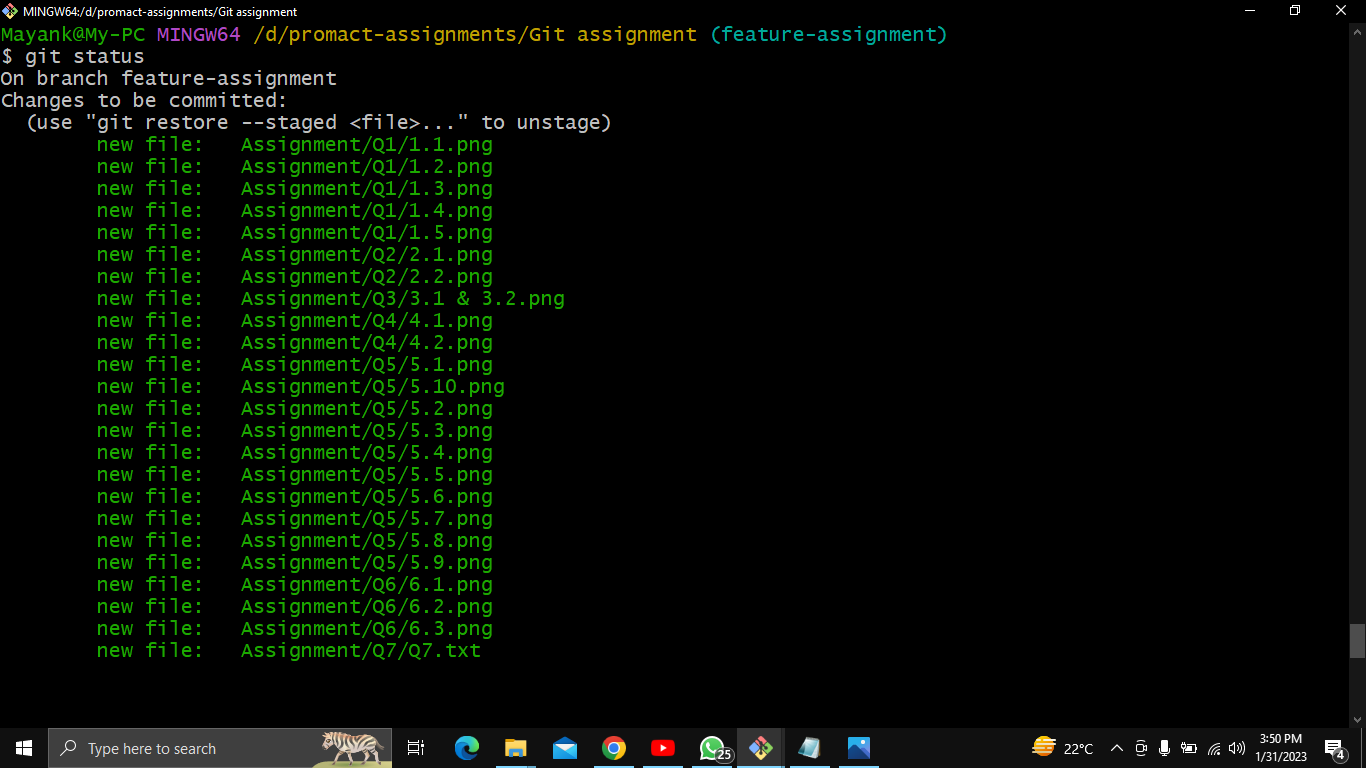 MINGW64:/d/promact-assignments/Git assignment
Mayank@My-PC MINGW64 /d/promact-assignments/Git assignment (feature-assignment)
$ git status
On branch feature-assignment
Changes to be committed:
  (use "git restore --staged <file>..." to unstage)
        new file:   Assignment/Q1/1.1.png
        new file:   Assignment/Q1/1.2.png
        new file:   Assignment/Q1/1.3.png
        new file:   Assignment/Q1/1.4.png
        new file:   Assignment/Q1/1.5.png
        new file:   Assignment/Q2/2.1.png
        new file:   Assignment/Q2/2.2.png
        new file:   Assignment/Q3/3.1 & 3.2.png
        new file:   Assignment/Q4/4.1.png
        new file:   Assignment/Q4/4.2.png
        new file:   Assignment/Q5/5.1.png
        new file:   Assignment/Q5/5.10.png
        new file:   Assignment/Q5/5.2.png
        new file:   Assignment/Q5/5.3.png
        new file:   Assignment/Q5/5.4.png
        new file:   Assignment/Q5/5.5.png
        new file:   Assignment/Q5/5.6.png
        new file:   Assignment/Q5/5.7.png
        new file:   Assignment/Q5/5.8.png
        new file:   Assignment/Q5/5.9.png
        new file:   Assignment/Q6/6.1.png
        new file:   Assignment/Q6/6.2.png
        new file:   Assignment/Q6/6.3.png
        new file:   Assignment/Q7/Q7.txt
Type here to search
25
22°C
3:50 PM
1/31/2023
4